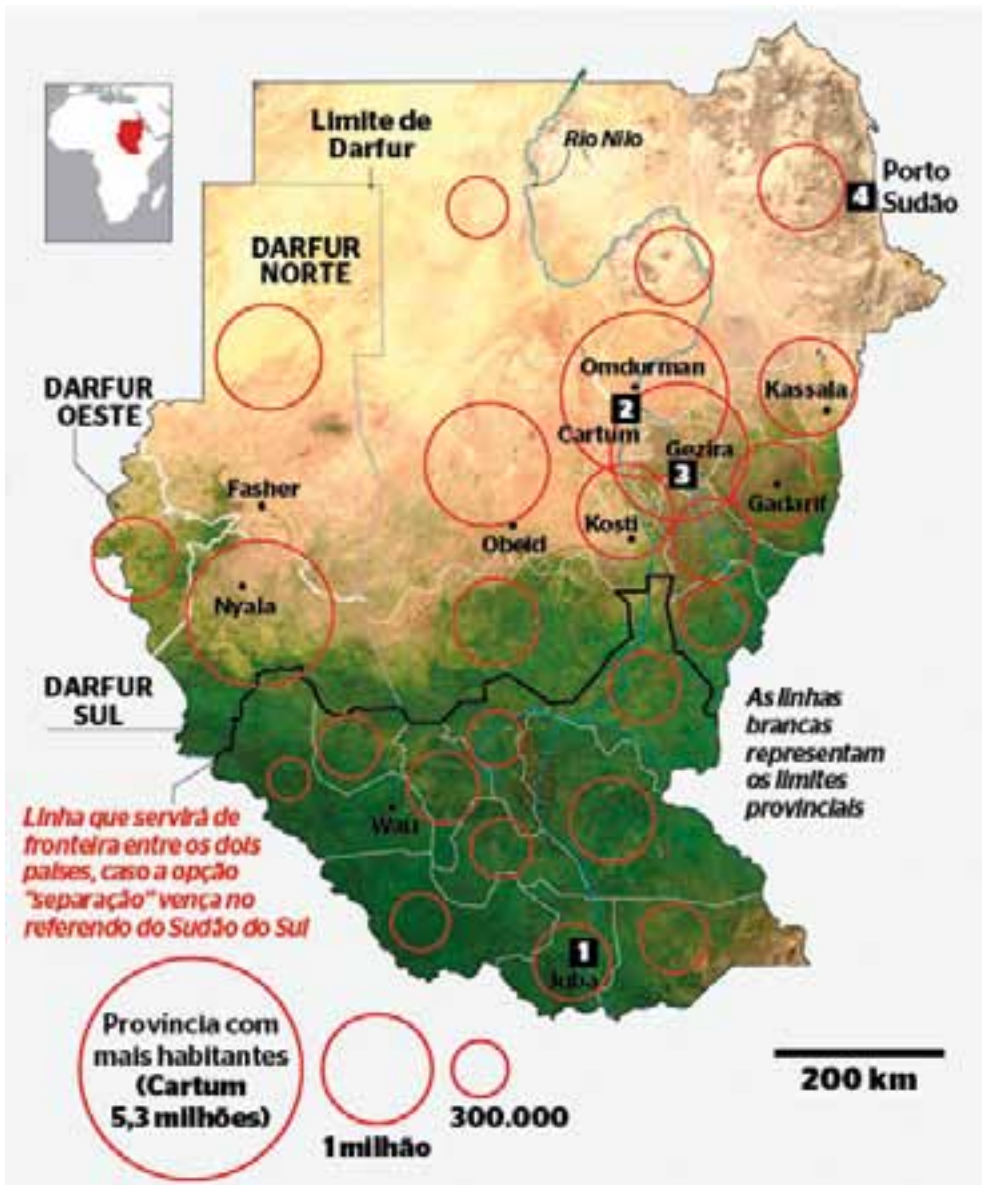 Limite de
Darfur
Rio Nilo
4
Porto
Sudão
DARFUR
NORTE
DARFUR
OESTE
Omdurman
2
Cartum
Kassala
Gezira
3
Gadarif
Fasher
Obeid
Kosti
Nyala
DARFUR
SUL
As linhas
brancas
representam
os limites
provinciais
Linha que servirá de
fronteira entre os dois
países, caso a opção
"separação" vença no
referendo do Sudão do Sul
Wau
1
Juba
Província com
mais habitantes
(Cartum
5,3 milhões)
1 milhão
300.000
200 km